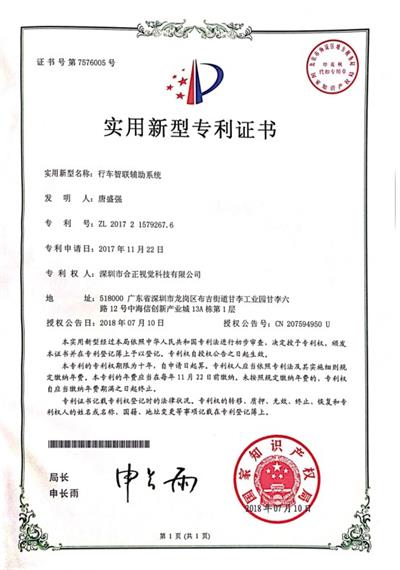 证书号第7576005号
实用新型专利证书
实用新型名称：行车智联辅助系统
发 明 人：唐盛强
专 利 号：ZL 2017 2 1579267.6
专利申请日：2017年11月22日
专 利 权 人：深圳市合正视觉科技有限公司
地 址：518000 广东省深圳市龙岗区布吉街道甘李工业园甘李六
路12号中海信创新产业城13A栋第1层
授权公告日：2018年07月10日 授权公告号：CN 207594950 U
本实用新型经过本局依照中华人民共和国专利法进行初步审查，决定授予专利权，颁发
本证书并在专利登记簿上予以登记。专利权自授权公告之日起生效。
本专利的专利权期限为十年，自申请日起算。专利权人应当依照专利法及其实施细则规
定缴纳年费。本专利的年费应当在每年11月22日前缴纳。未按照规定缴纳年费的，专利权
自应当缴纳年费期满之日起终止。
专利证书记载专利权登记时的法律状况。专利权的转移、质押、无效、终止、恢复和专
利权人的姓名或名称、国籍、地址变更等事项记载在专利登记簿上。
局长
申长雨
申长雨
国家知识产权局
2018年07月10日
第 1 页 (共 1 页)